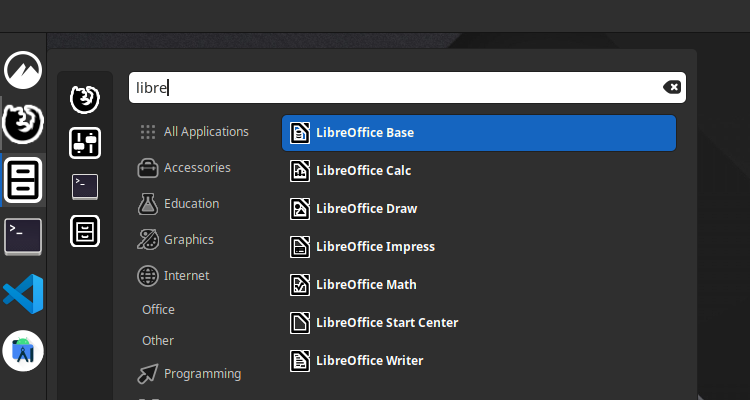 libre
All Applications
Accessories
Education
Graphics
Internet
Office
Other
Programming
LibreOffice Base
LibreOffice Calc
LibreOffice Draw
LibreOffice Impress
LibreOffice Math
LibreOffice Start Center
LibreOffice Writer
>_
>_
AI